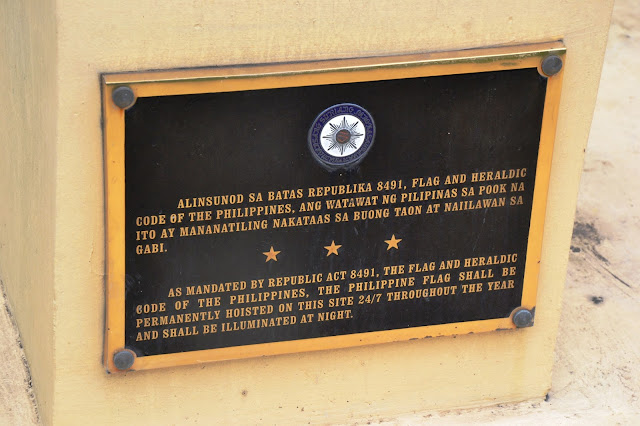 ALINSUNOD SA BATAS REPUBLIKA 8491, FLAG AND HERALDIC
CODE OF THE PHILIPPINES, ANG WATAWAT NG PILIPINAS SA POOK NA
ITO AY MANANATILING NAKATAAS SA BUONG TAON AT NAIILAWAN SA
GABI.
AS MANDATED BY REPUBLIC ACT 8491, THE FLAG AND HERALDIC
CODE OF THE PHILIPPINES, THE PHILIPPINE FLAG SHALL BE
PERMANENTLY HOISTED ON THIS SITE 24/7 THROUGHOUT THE YEAR
AND SHALL BE ILLUMINATED AT NIGHT.